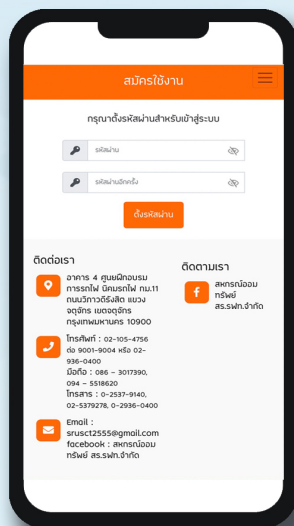 สมัครใช้งาน
กรุณาตั้งรหัสผ่านสำหรับเข้าสู่ระบบ
รหัสผ่าน
รหัสผ่านอีกครั้ง
ตั้งรหัสผ่าน
ติดต่อเรา
อาคาร 4 ศูนย์ฝึกอบรม
การรถไฟ นิคมรถไฟ กม.11
ถนนวิภาวดีรังสิต แขวง
จตุจักร เขตจตุจักร
กรุงเทพมหานคร 10900
โทรศัพท์ : 02-105-4756
ต่อ 9001-9004 หรือ 02-
936-0400
มือถือ : 086 – 3017390,
094 – 5518620
โทรสาร : 0-2537-9140,
02-5379278, 0-2936-0400
Email :
srusct2555@gmail.com
facebook : สหกรณ์ออม
ทรัพย์ สร.รฟท.จำกัด
ติดตามเรา
สหกรณ์ออม
ทรัพย์
สร.รฟท.จำกัด